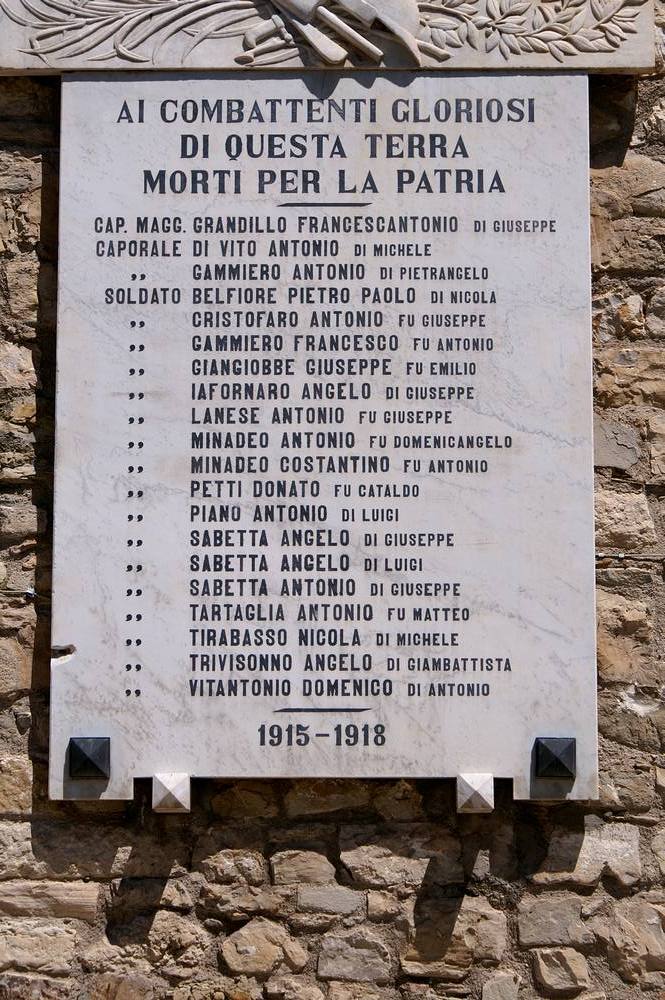 AI COMBATTENTI GLORIOSI
DI QUESTA TERRA
MORTI PER LA PATRIA
CAP. MAGG. GRANDILLO FRANCESCANTONIO DI GIUSEPPE
CAPORALE DI VITO ANTONIO DI MICHELE
,, GAMMIERO ANTONIO DI PIETRANGELO
SOLDATO BELFIORE PIETRO PAOLO DI NICOLA
,, CRISTOFARO ANTONIO FU GIUSEPPE
,, GAMMIERO FRANCESCO FU ANTONIO
,, GIANGIOBBE GIUSEPPE FU EMILIO
,, IAFORNARO ANGELO DI GIUSEPPE
,, LANESE ANTONIO FU GIUSEPPE
,, MINADEO ANTONIO FU DOMENICANGELO
,, MINADEO COSTANTINO FU ANTONIO
,, PETTI DONATO FU CATALDO
,, PIANO ANTONIO DI LUIGI
,, SABETTA ANGELO DI GIUSEPPE
,, SABETTA ANGELO DI LUIGI
,, SABETTA ANTONIO DI GIUSEPPE
,, TARTAGLIA ANTONIO FU MATTEO
,, TIRABASSO NICOLA DI MICHELE
,, TRIVISONNO ANGELO DI GIAMBATTISTA
,, VITANTONIO DOMENICO DI ANTONIO
1915-1918